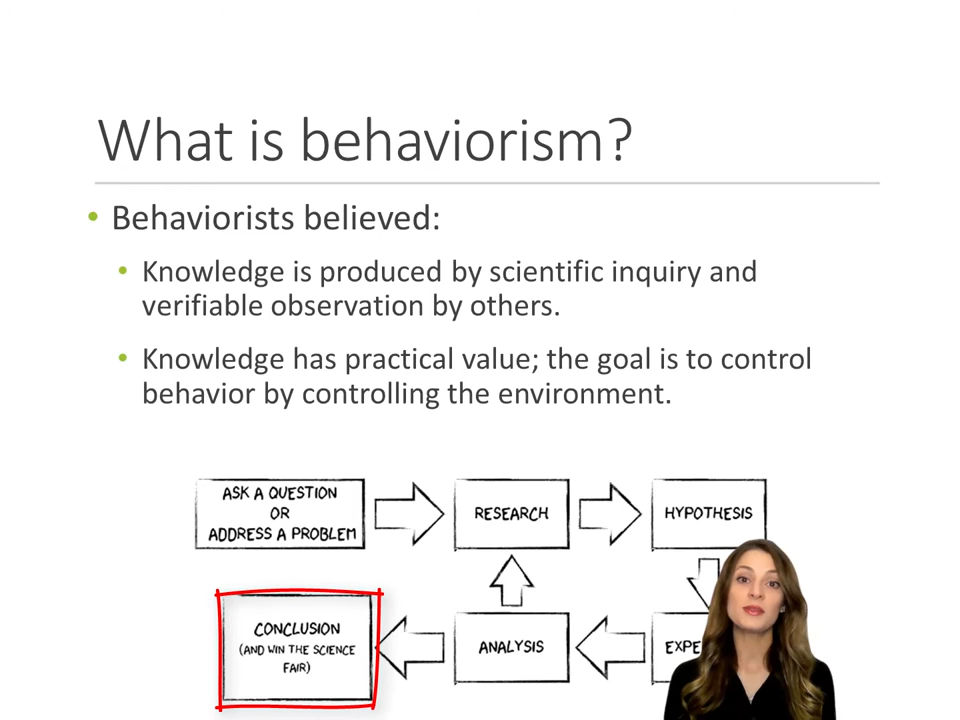 What is behaviorism?
• Behaviorists believed:
• Knowledge is produced by scientific inquiry and
verifiable observation by others.
• Knowledge has practical value; the goal is to control
behavior by controlling the environment.
ASK A QUESTION
OR
ADDRESS A PROBLEM
RESEARCH
HYPOTHESIS
CONCLUSION
(AND WIN THE SCIENCE
FAIR)
ANALYSIS